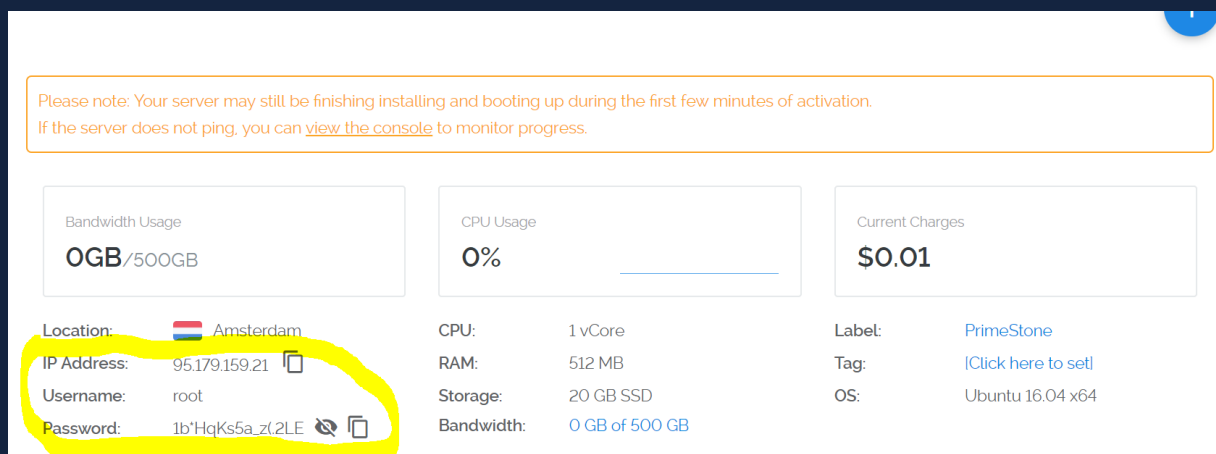 Please note: Your server may still be finishing installing and booting up during the first few minutes of activation.
If the server does not ping, you can view the console to monitor progress.
Bandwidth Usage
0GB/500GB
CPU Usage
0%
Current Charges
$0.01
Location: Amsterdam
IP Address: 95.179.159.21
Username: root
Password: 1b*HqKs5a_z(.2LE
CPU: 1 vCore
RAM: 512 MB
Storage: 20 GB SSD
Bandwidth: 0 GB of 500 GB
Label: PrimeStone
Tag: [Click here to set]
OS: Ubuntu 16.04 x64